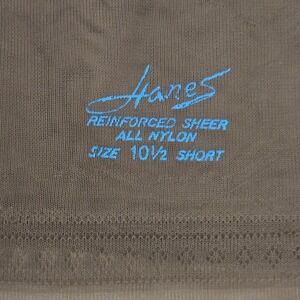 Hanes
REINFORCED SHEER
ALL NYLON
SIZE 10½ SHORT